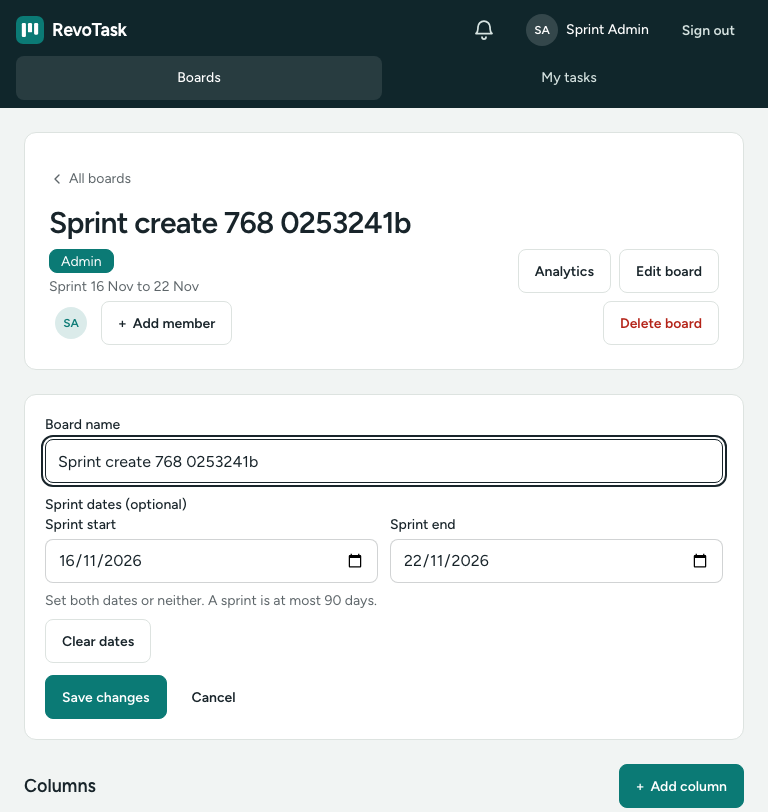 RevoTask
SA Sprint Admin Sign out
Boards My tasks
All boards
Sprint create 768 0253241b
Admin
Sprint 16 Nov to 22 Nov
Analytics Edit board
SA + Add member Delete board
Board name
Sprint create 768 0253241b
Sprint dates (optional)
Sprint start Sprint end
16/11/2026 22/11/2026
Set both dates or neither. A sprint is at most 90 days.
Clear dates
Save changes Cancel
Columns + Add column